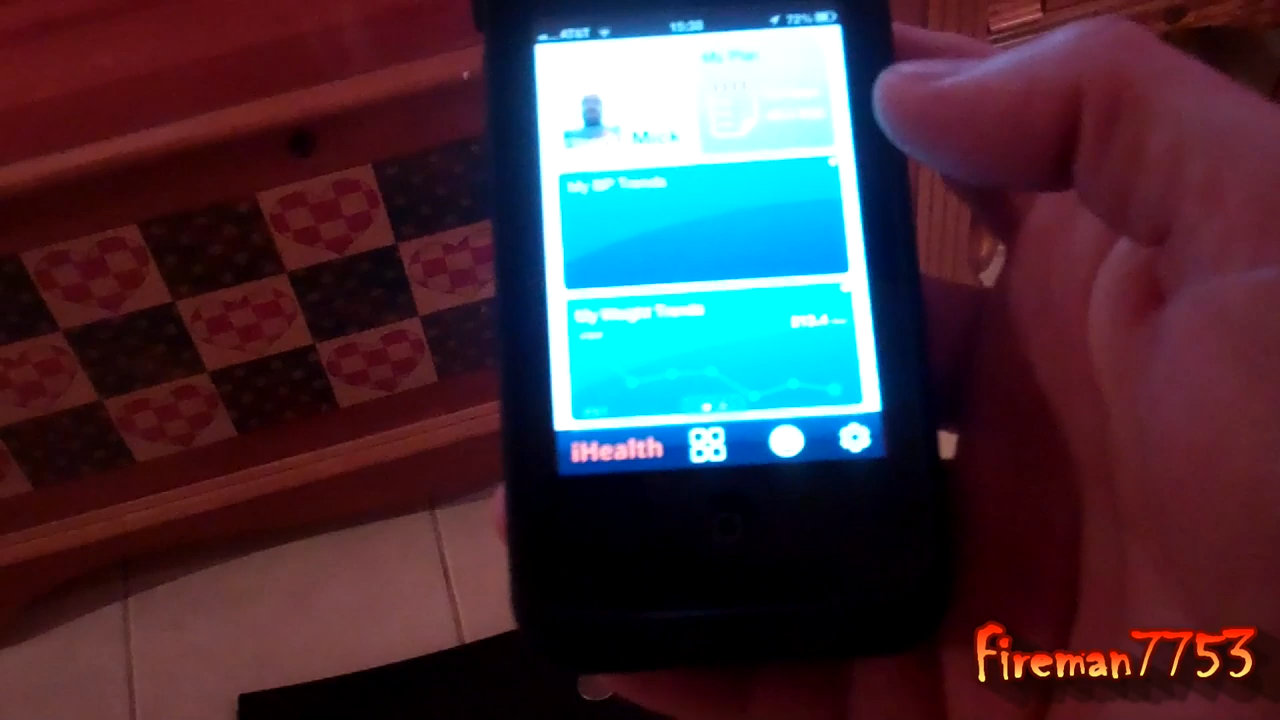 AT&T 15:38 72%
My Plan
Mick
My BP Trends
My Weight Trends
iHealth
Fireman7753